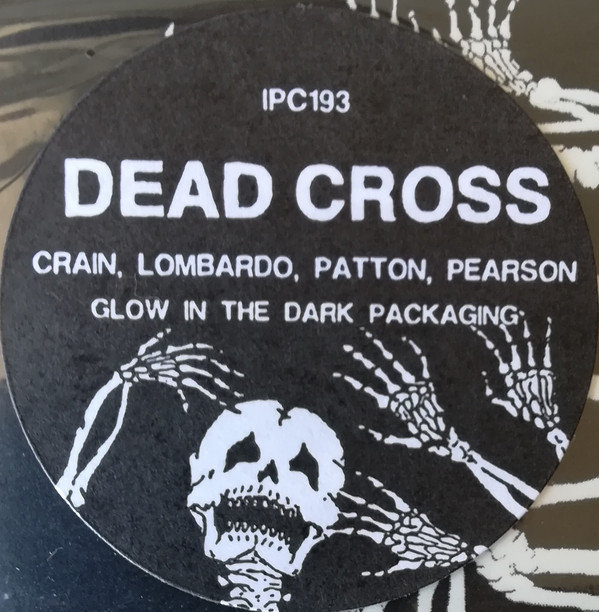 IPC193
DEAD CROSS
CRAIN, LOMBARDO, PATTON, PEARSON
GLOW IN THE DARK PACKAGING